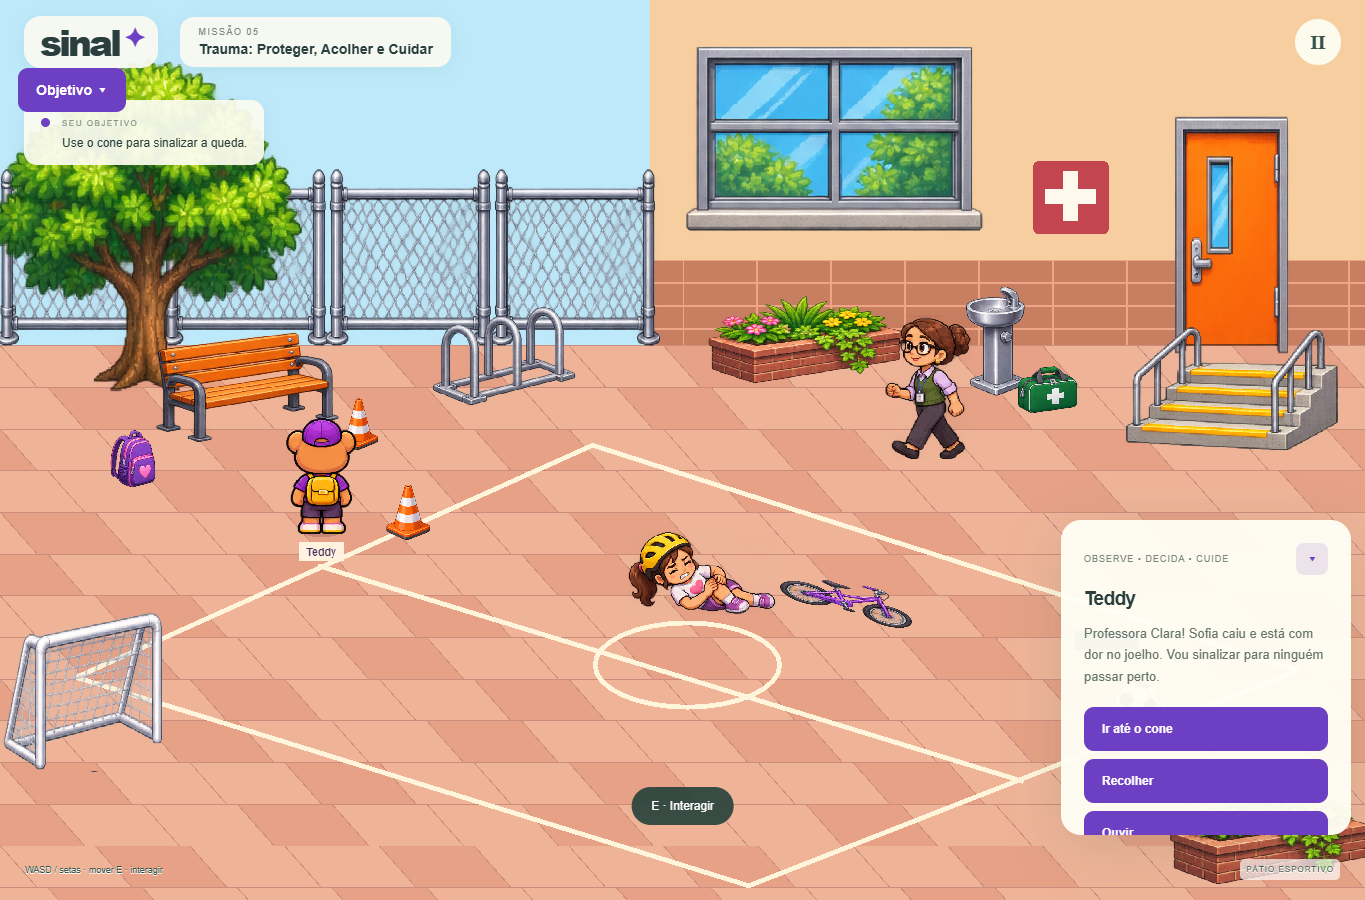 sinal
MISSÃO 05
Trauma: Proteger, Acolher e Cuidar
II
Objetivo
SEU OBJETIVO
Use o cone para sinalizar a queda.
Teddy
OBSERVE • DECIDA • CUIDE
Teddy
Professora Clara! Sofia caiu e está com
dor no joelho. Vou sinalizar para ninguém
passar perto.
Ir até o cone
Recolher
Ouvir
E · Interagir
WASD / setas · mover E · interagir
PÁTIO ESPORTIVO